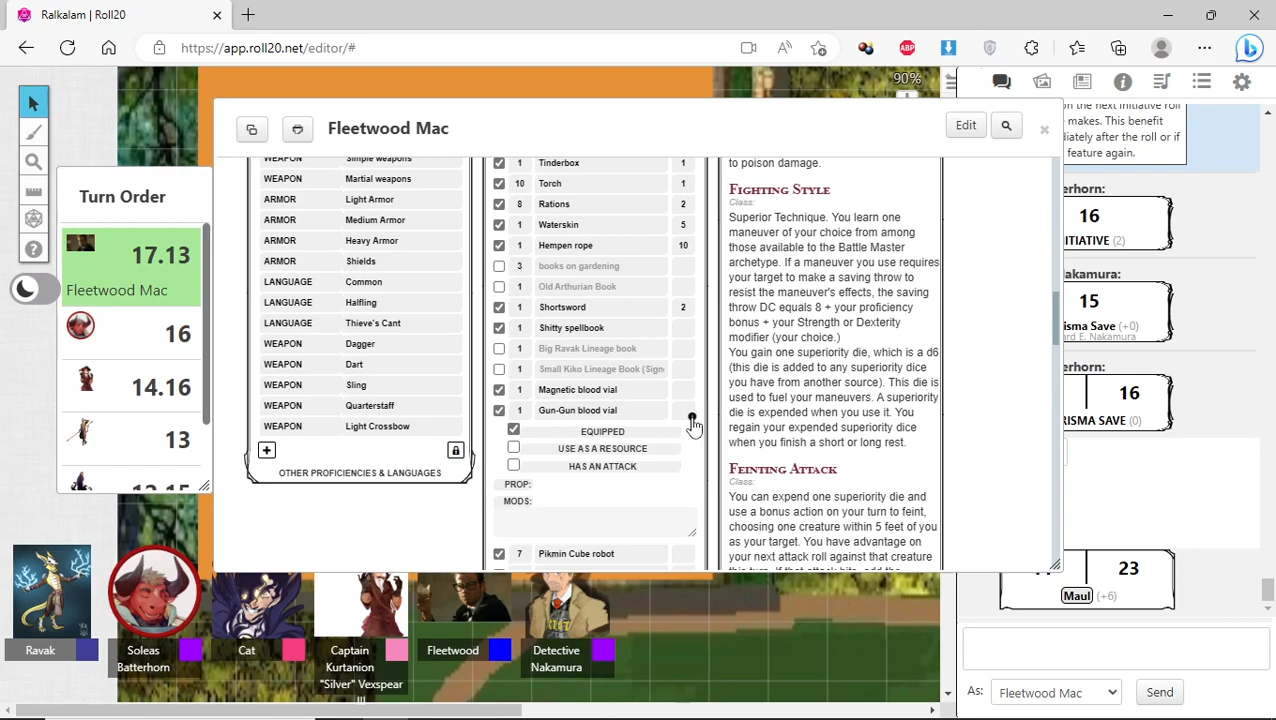 Ralkalam | Roll20
https://app.roll20.net/editor/#
90%
Turn Order
17.13
Fleetwood Mac
16
14.16
13
Fleetwood Mac
Edit
WEAPON Simple weapons
WEAPON Martial weapons
ARMOR Light Armor
ARMOR Medium Armor
ARMOR Heavy Armor
ARMOR Shields
LANGUAGE Common
LANGUAGE Halfling
LANGUAGE Thieve's Cant
WEAPON Dagger
WEAPON Dart
WEAPON Sling
WEAPON Quarterstaff
WEAPON Light Crossbow
OTHER PROFICIENCIES & LANGUAGES
1 Tinderbox 1
10 Torch 1
8 Rations 2
1 Waterskin 5
1 Hempen rope 10
3 books on gardening
1 Old Arthurian Book
1 Shortsword 2
1 Shitty spellbook
1 Big Ravak Lineage book
1 Small Kiko Lineage Book (Sign
1 Magnetic blood vial
1 Gun-Gun blood vial
EQUIPPED
USE AS A RESOURCE
HAS AN ATTACK
PROP:
MODS:
7 Pikmin Cube robot
to poison damage.
FIGHTING STYLE
Class:
Superior Technique. You learn one
maneuver of your choice from among
those available to the Battle Master
archetype. If a maneuver you use requires
your target to make a saving throw to
resist the maneuver's effects, the saving
throw DC equals 8 + your proficiency
bonus + your Strength or Dexterity
modifier (your choice.)
You gain one superiority die, which is a d6
(this die is added to any superiority dice
you have from another source). This die is
used to fuel your maneuvers. A superiority
die is expended when you use it. You
regain your expended superiority dice
when you finish a short or long rest.
FEINTING ATTACK
Class:
You can expend one superiority die and
use a bonus action on your turn to feint,
choosing one creature within 5 feet of you
as your target. You have advantage on
your next attack roll against that creature
on the next initiative roll
makes. This benefit
diately after the roll or if
feature again.
erhorn:
16
ITIATIVE (2)
akamura:
15
isma Save (+0)
ard E. Nakamura
erhorn:
16
RISMA SAVE (0)
23
Maul (+6)
As: Fleetwood Mac Send
Ravak
Soleas
Batterhorn
Cat
Captain
Kurtanion
"Silver" Vexspear
III
Fleetwood
Detective
Nakamura